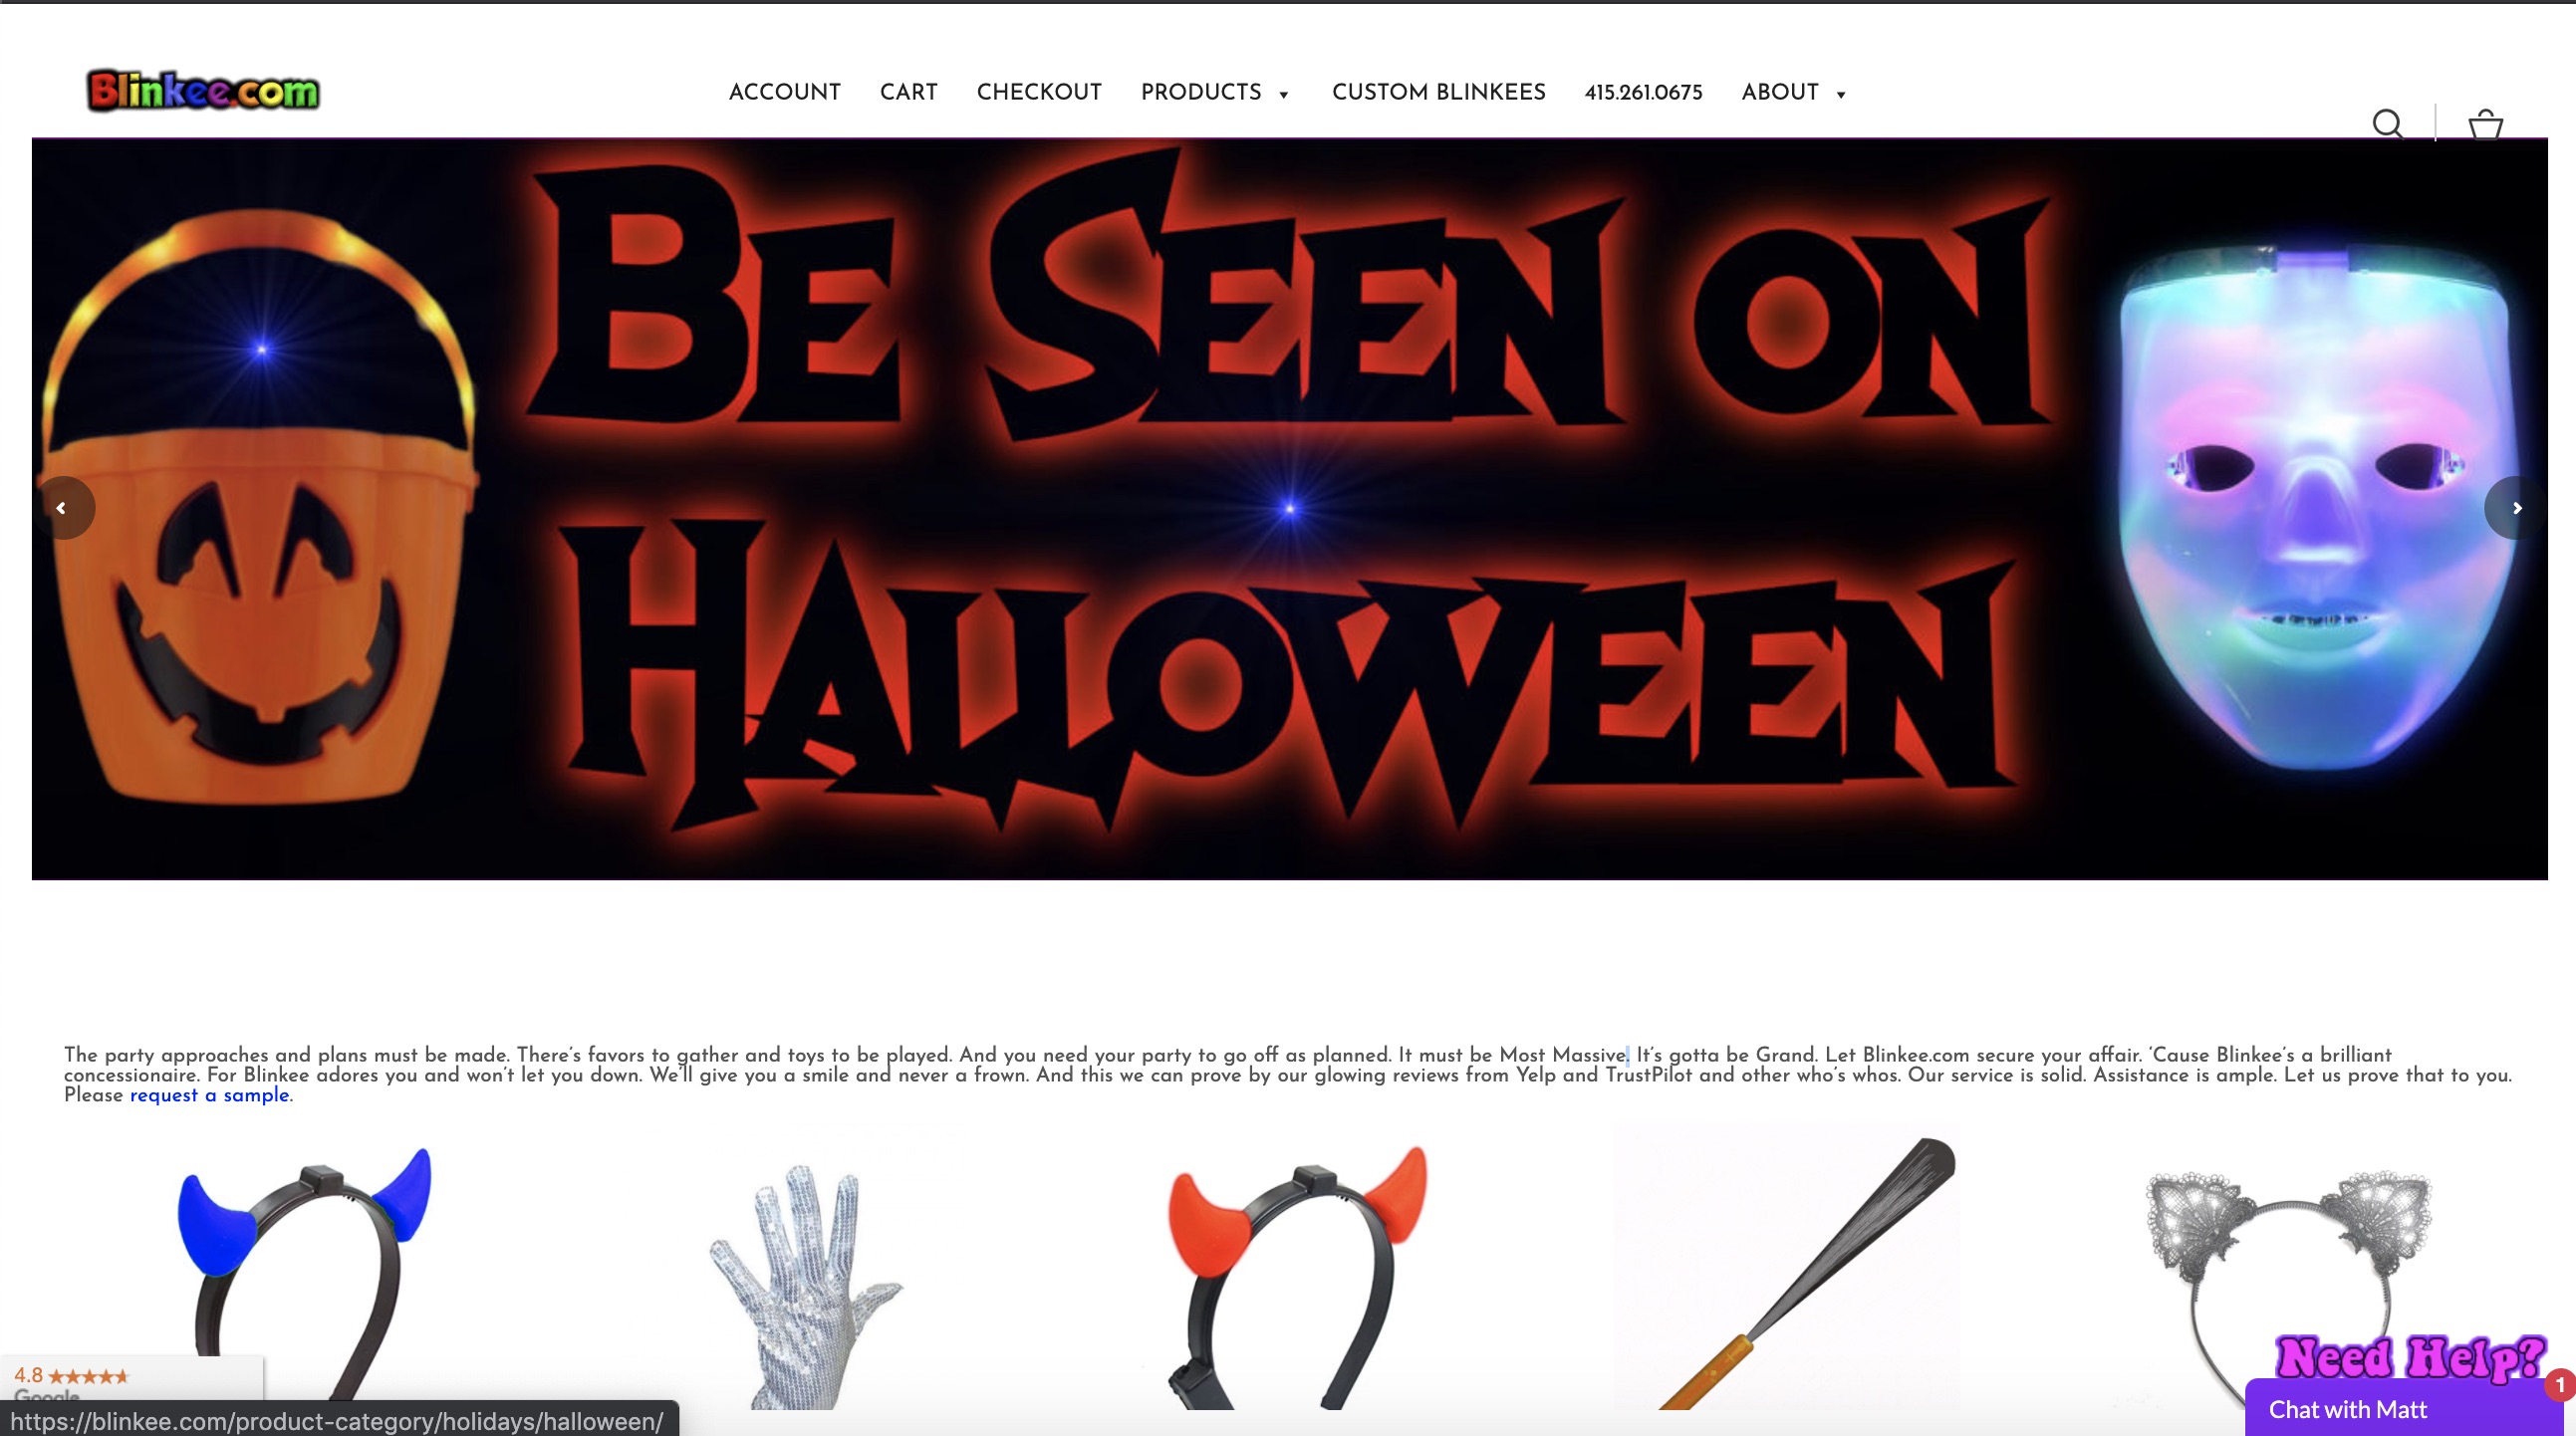 Blinkee.com
ACCOUNT CART CHECKOUT PRODUCTS CUSTOM BLINKEES 415.261.0675 ABOUT
BE SEEN ON
HALLOWEEN
The party approaches and plans must be made. There's favors to gather and toys to be played. And you need your party to go off as planned. It must be Most Massive. It's gotta be Grand. Let Blinkee.com secure your affair. 'Cause Blinkee's a brilliant
concessionaire. For Blinkee adores you and won't let you down. We'll give you a smile and never a frown. And this we can prove by our glowing reviews from Yelp and TrustPilot and other who's whos. Our service is solid. Assistance is ample. Let us prove that to you.
Please request a sample.
4.8
Google
Need Help?
1
Chat with Matt
https://blinkee.com/product-category/holidays/halloween/